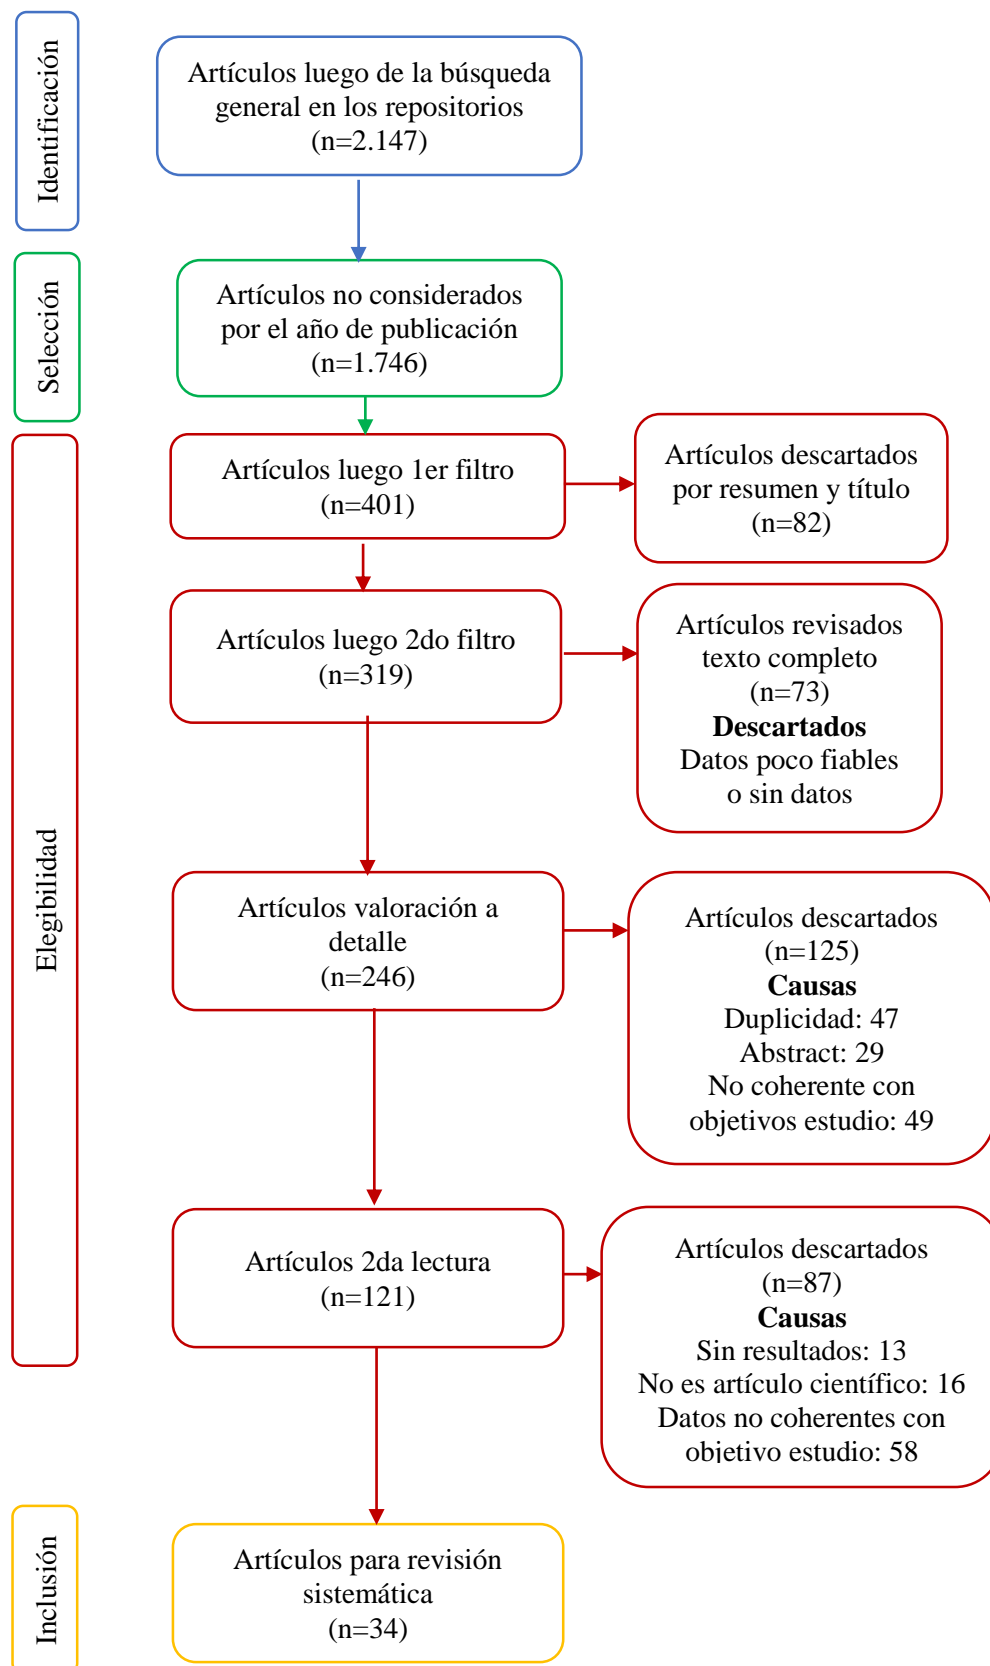 Identificación
Artículos luego de la búsqueda
general en los repositorios
(n=2.147)
Selección
Artículos no considerados
por el año de publicación
(n=1.746)
Elegibilidad
Artículos luego 1er filtro
(n=401)
Artículos descartados
por resumen y título
(n=82)
Artículos luego 2do filtro
(n=319)
Artículos revisados
texto completo
(n=73)
Descartados
Datos poco fiables
o sin datos
Artículos valoración a
detalle
(n=246)
Artículos descartados
(n=125)
Causas
Duplicidad: 47
Abstract: 29
No coherente con
objetivos estudio: 49
Artículos 2da lectura
(n=121)
Artículos descartados
(n=87)
Causas
Sin resultados: 13
No es artículo científico: 16
Datos no coherentes con
objetivo estudio: 58
Inclusión
Artículos para revisión
sistemática
(n=34)